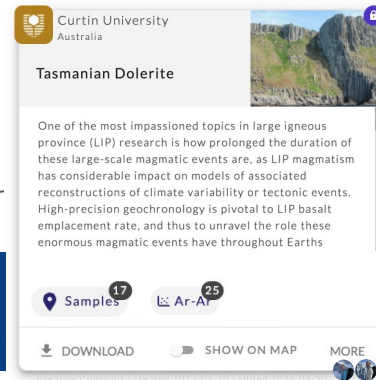 Curtin University
Australia
Tasmanian Dolerite
One of the most impassioned topics in large igneous
province (LIP) research is how prolonged the duration of
these large-scale magmatic events are, as LIP magmatism
has considerable impact on models of associated
reconstructions of climate variability or tectonic events.
High-precision geochronology is pivotal to LIP basalt
emplacement rate, and thus to unravel the role these
enormous magmatic events have throughout Earths
Samples 17
Ar-Ar 25
DOWNLOAD SHOW ON MAP MORE